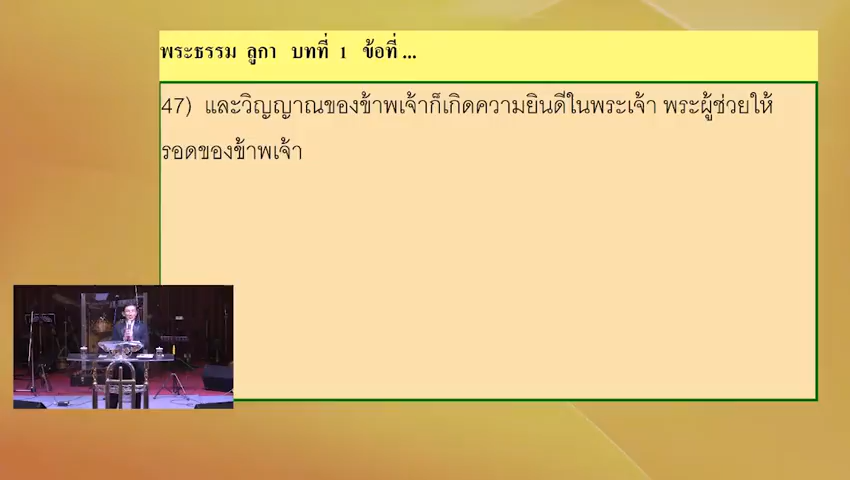 พระธรรม ลูกา บทที่ 1 ข้อที่ ...
47) และวิญญาณของข้าพเจ้าก็เกิดความยินดีในพระเจ้า พระผู้ช่วยให้
รอดของข้าพเจ้า